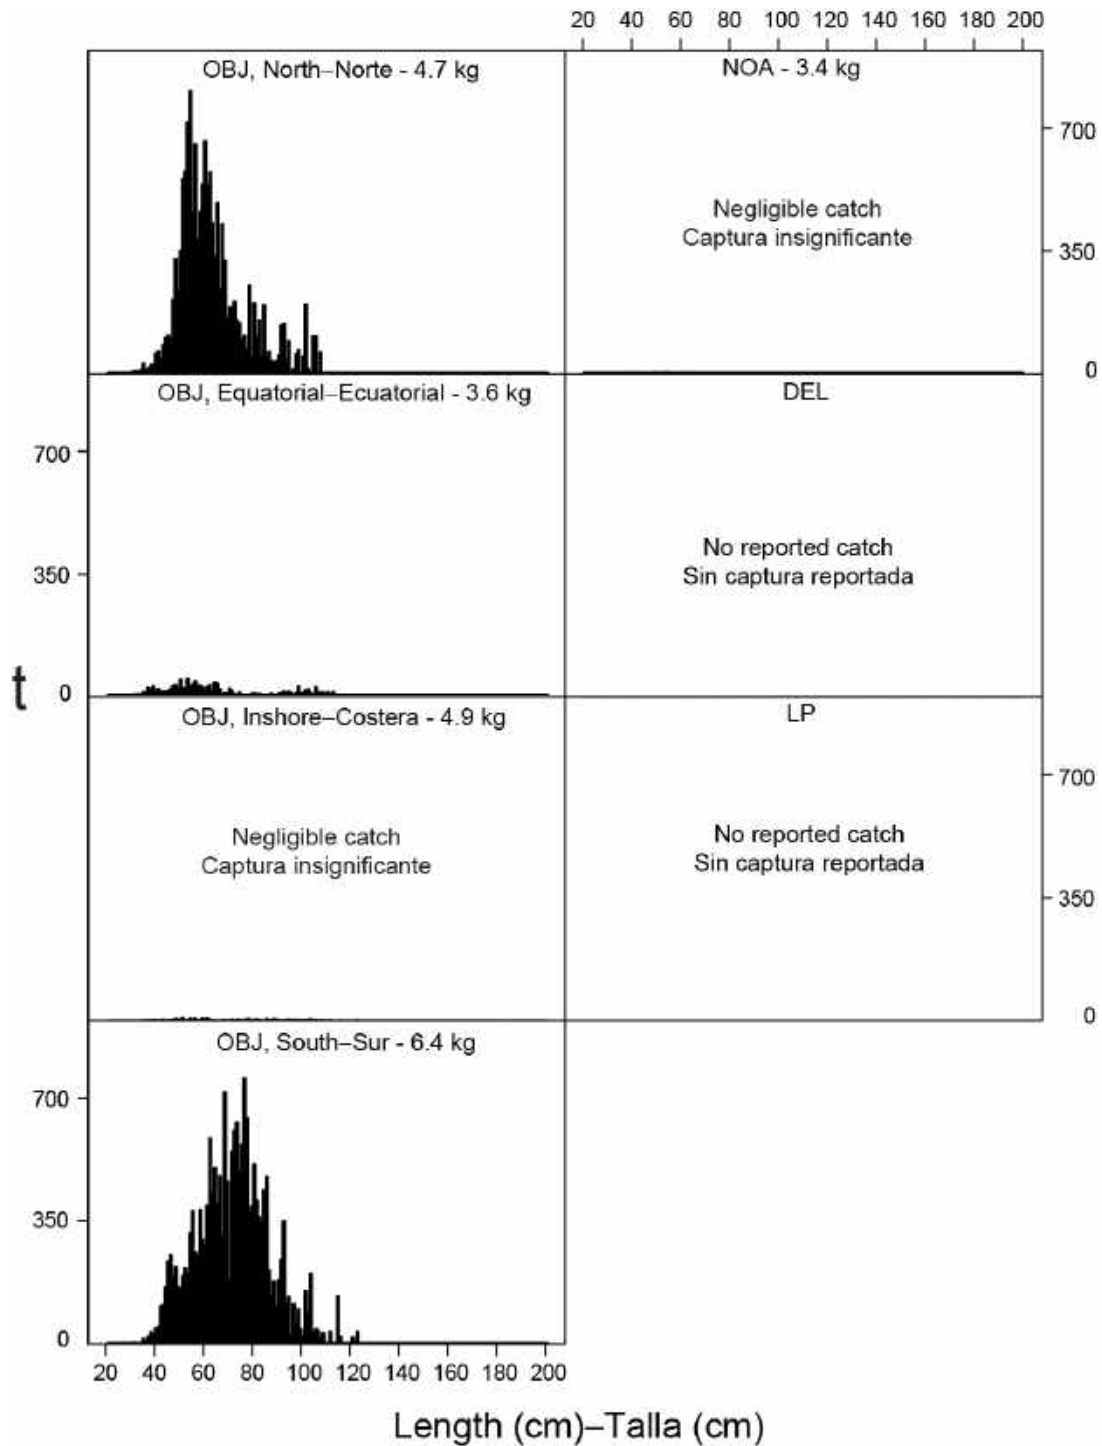 20 40 60 80 100 120 140 160 180 200
OBJ, North–Norte - 4.7 kg
NOA - 3.4 kg
700
Negligible catch
Captura insignificante
350
0
OBJ, Equatorial–Ecuatorial - 3.6 kg
DEL
700
No reported catch
Sin captura reportada
350
t
0
OBJ, Inshore–Costera - 4.9 kg
LP
700
Negligible catch
Captura insignificante
No reported catch
Sin captura reportada
350
0
OBJ, South–Sur - 6.4 kg
700
350
0
20 40 60 80 100 120 140 160 180 200
Length (cm)–Talla (cm)